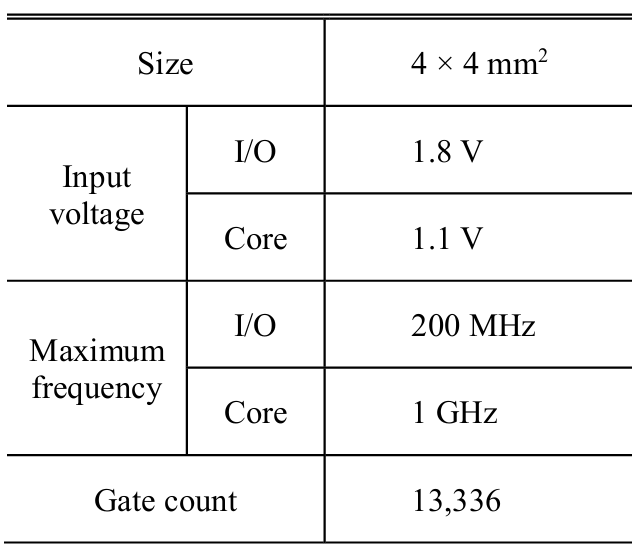 Size
4 × 4 mm²
Input
voltage
I/O
1.8 V
Core
1.1 V
Maximum
frequency
I/O
200 MHz
Core
1 GHz
Gate count
13,336